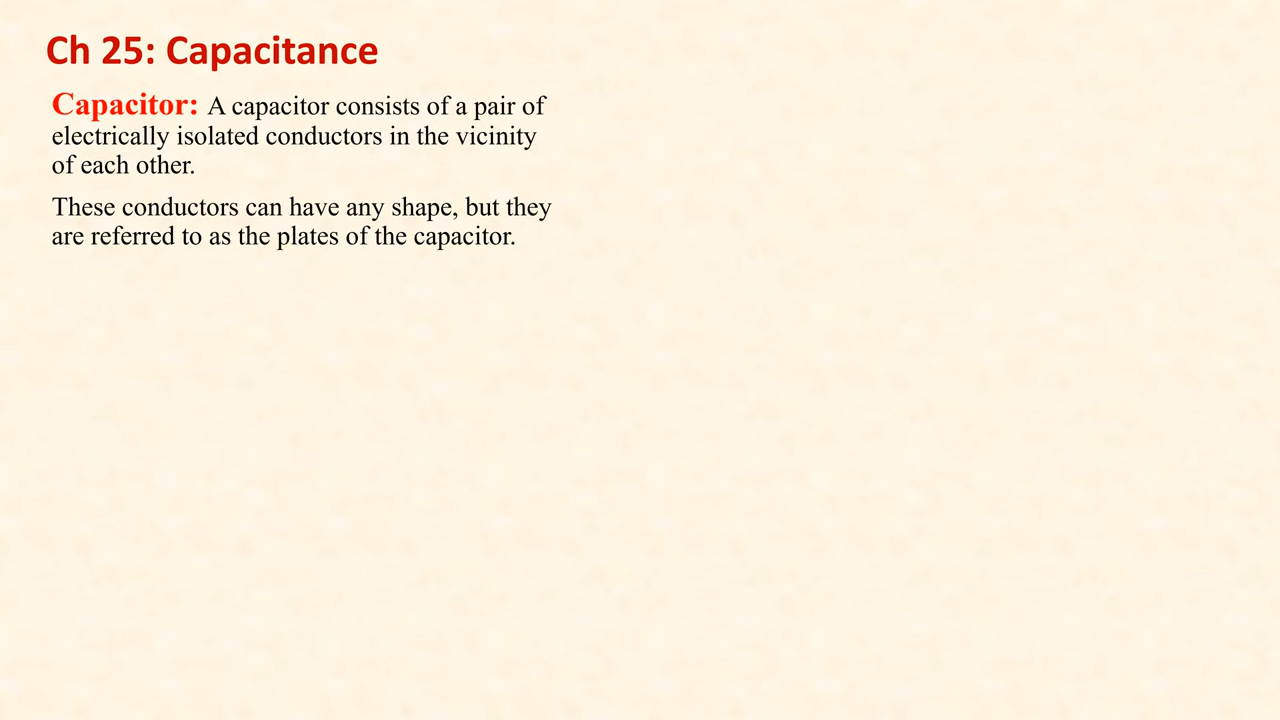 Ch 25: Capacitance
Capacitor: A capacitor consists of a pair of
electrically isolated conductors in the vicinity
of each other.
These conductors can have any shape, but they
are referred to as the plates of the capacitor.